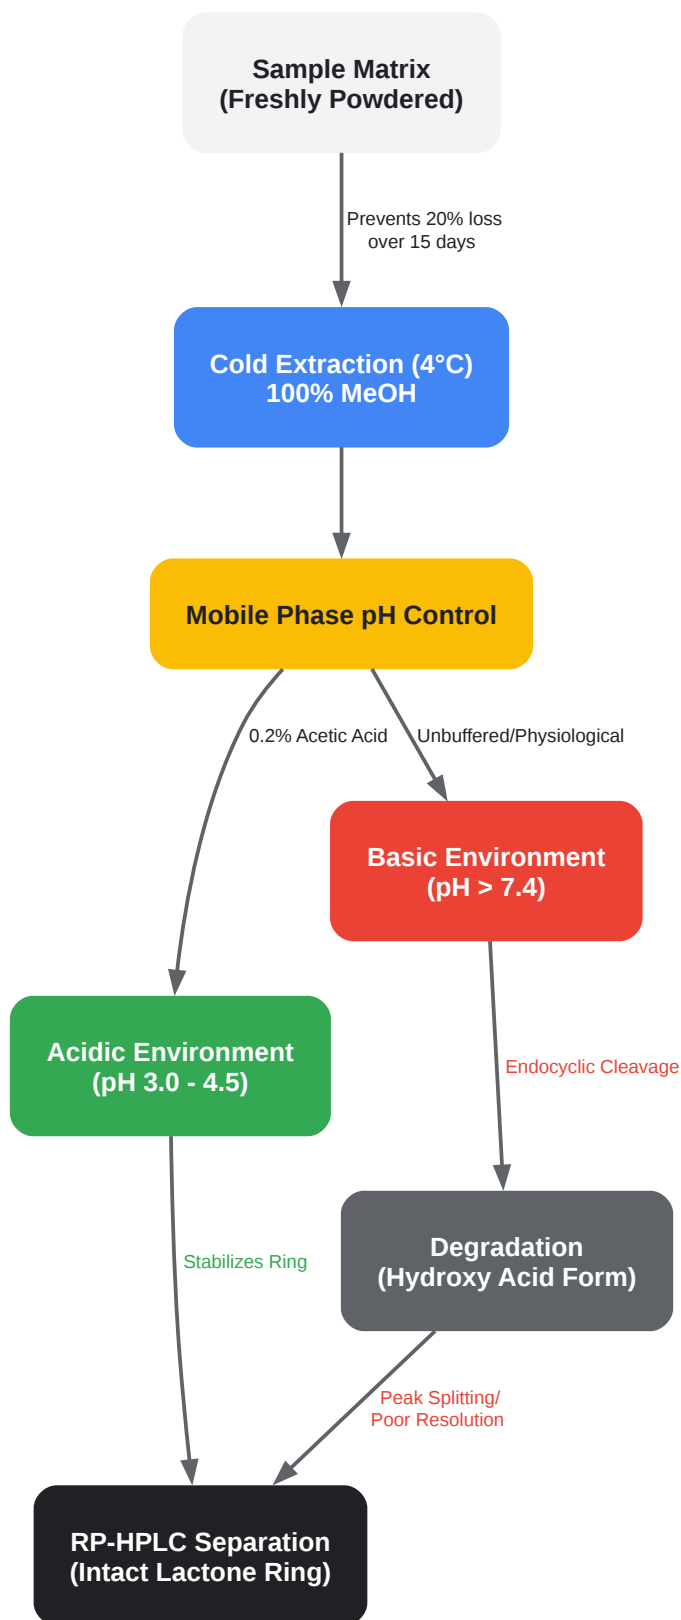 Sample Matrix
(Freshly Powdered)
Prevents 20% loss
over 15 days
Cold Extraction (4°C)
100% MeOH
Mobile Phase pH Control
0.2% Acetic Acid
Unbuffered/Physiological
Basic Environment
(pH > 7.4)
Acidic Environment
(pH 3.0 - 4.5)
Endocyclic Cleavage
Degradation
(Hydroxy Acid Form)
Stabilizes Ring
Peak Splitting/
Poor Resolution
RP-HPLC Separation
(Intact Lactone Ring)